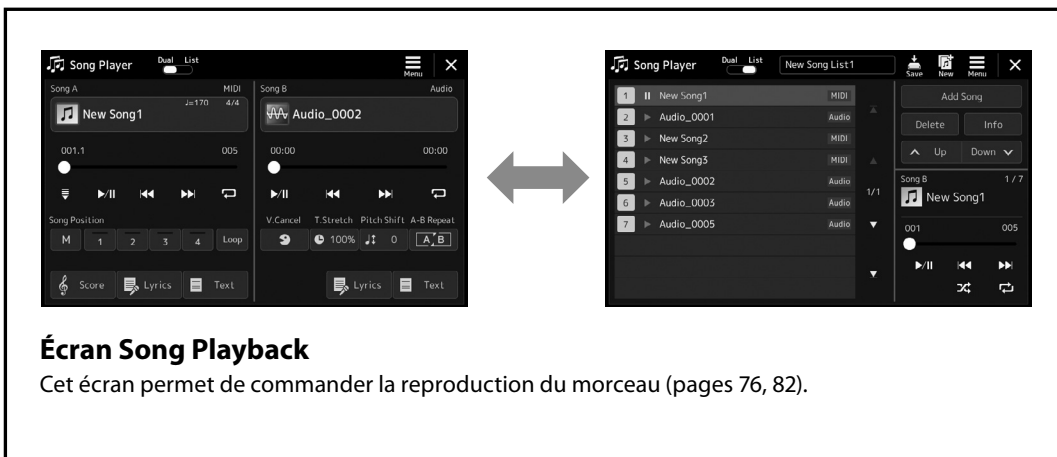 Song Player
Dual List
Menu
Song A MIDI
♩=170 4/4
New Song1
001.1 005
Song Position
M 1 2 3 4 Loop
Score Lyrics Text
Song B Audio
Audio_0002
00:00 00:00
V.Cancel T.Stretch Pitch Shift A-B Repeat
100% 0 A B
Lyrics Text
Song Player
Dual List
New Song List1
Save New Menu
1 New Song1 MIDI
2 Audio_0001 Audio
3 New Song2 MIDI
4 New Song3 MIDI
5 Audio_0002 Audio
6 Audio_0003 Audio
7 Audio_0005 Audio
1/1
Add Song
Delete Info
Up Down
Song B 1/7
New Song1
001 005
Écran Song Playback
Cet écran permet de commander la reproduction du morceau (pages 76, 82).